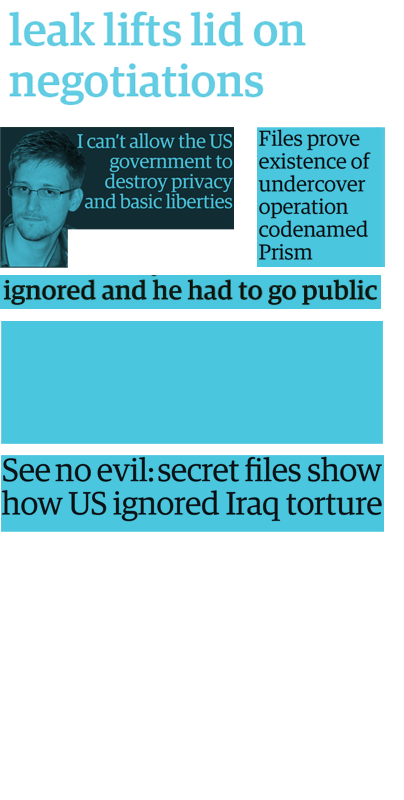 leak lifts lid on
negotiations
I can’t allow the US
government to
destroy privacy
and basic liberties
Files prove
existence of
undercover
operation
codenamed
Prism
ignored and he had to go public
See no evil: secret files show
how US ignored Iraq torture